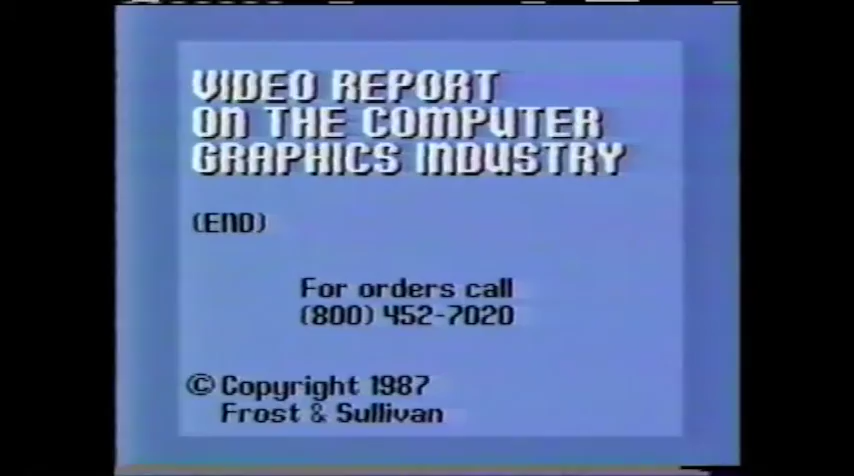 VIDEO REPORT
ON THE COMPUTER
GRAPHICS INDUSTRY
(END)
For orders call
(800) 452-7020
© Copyright 1987
Frost & Sullivan